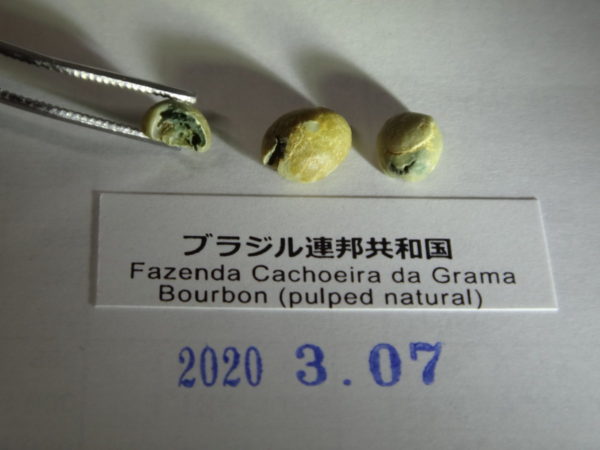 ブラジル連邦共和国
Fazenda Cachoeira da Grama
Bourbon (pulped natural)
2020 3.07